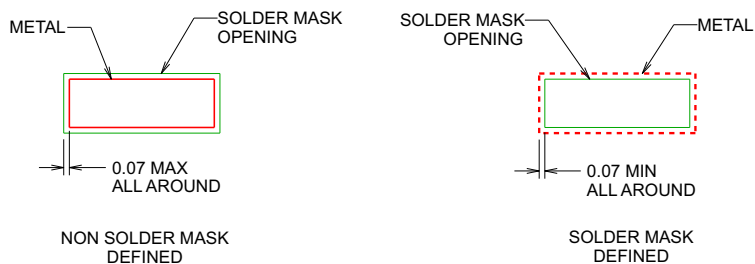 METAL
SOLDER MASK
OPENING
0.07 MAX
ALL AROUND
NON SOLDER MASK
DEFINED
SOLDER MASK
OPENING
METAL
0.07 MIN
ALL AROUND
SOLDER MASK
DEFINED